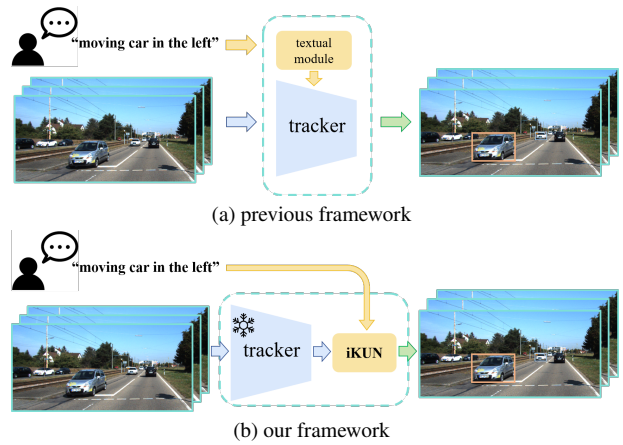 “moving car in the left”
textual
module
tracker
(a) previous framework
“moving car in the left”
tracker
iKUN
(b) our framework